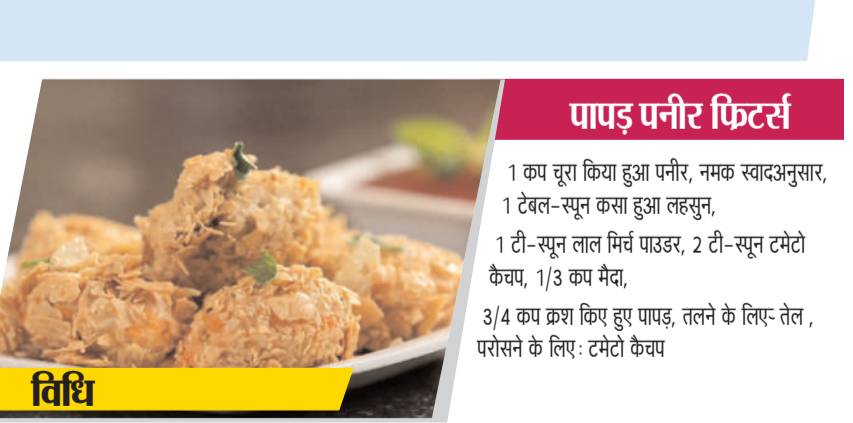 पापड़ पनीर फ्रिटर्स
1 कप चूरा किया हुआ पनीर, नमक स्वादअनुसार,
1 टेबल-स्पून कसा हुआ लहसुन,
1 टी-स्पून लाल मिर्च पाउडर, 2 टी-स्पून टमेटो
कैचप, 1/3 कप मैदा,
3/4 कप क्रश किए हुए पापड़, तलने के लिए- तेल ,
परोसने के लिए: टमेटो कैचप
विधि